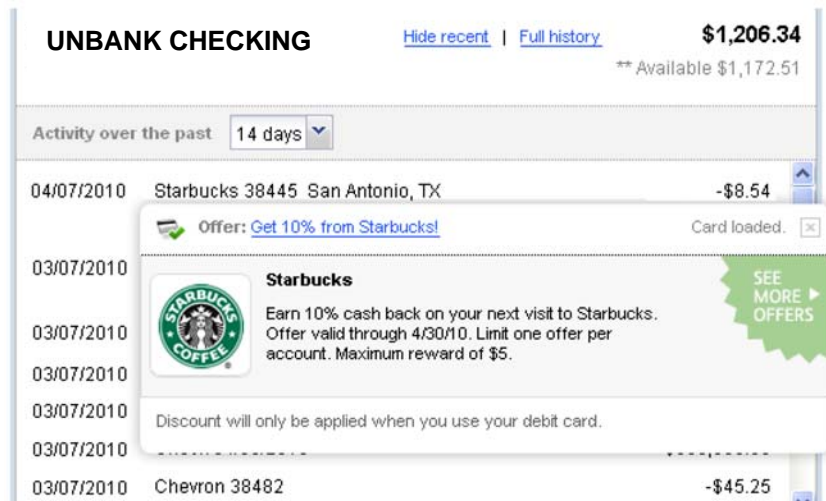 UNBANK CHECKING Hide recent | Full history $1,206.34
** Available $1,172.51
Activity over the past 14 days
04/07/2010 Starbucks 38445 San Antonio, TX -$8.54
Offer: Get 10% from Starbucks! Card loaded.
03/07/2010
Starbucks
SEE MORE OFFERS
STARBUCKS COFFEE
Earn 10% cash back on your next visit to Starbucks.
03/07/2010 Offer valid through 4/30/10. Limit one offer per
account. Maximum reward of $5.
03/07/2010
03/07/2010
Discount will only be applied when you use your debit card.
03/07/2010
03/07/2010 Chevron 38482 -$45.25